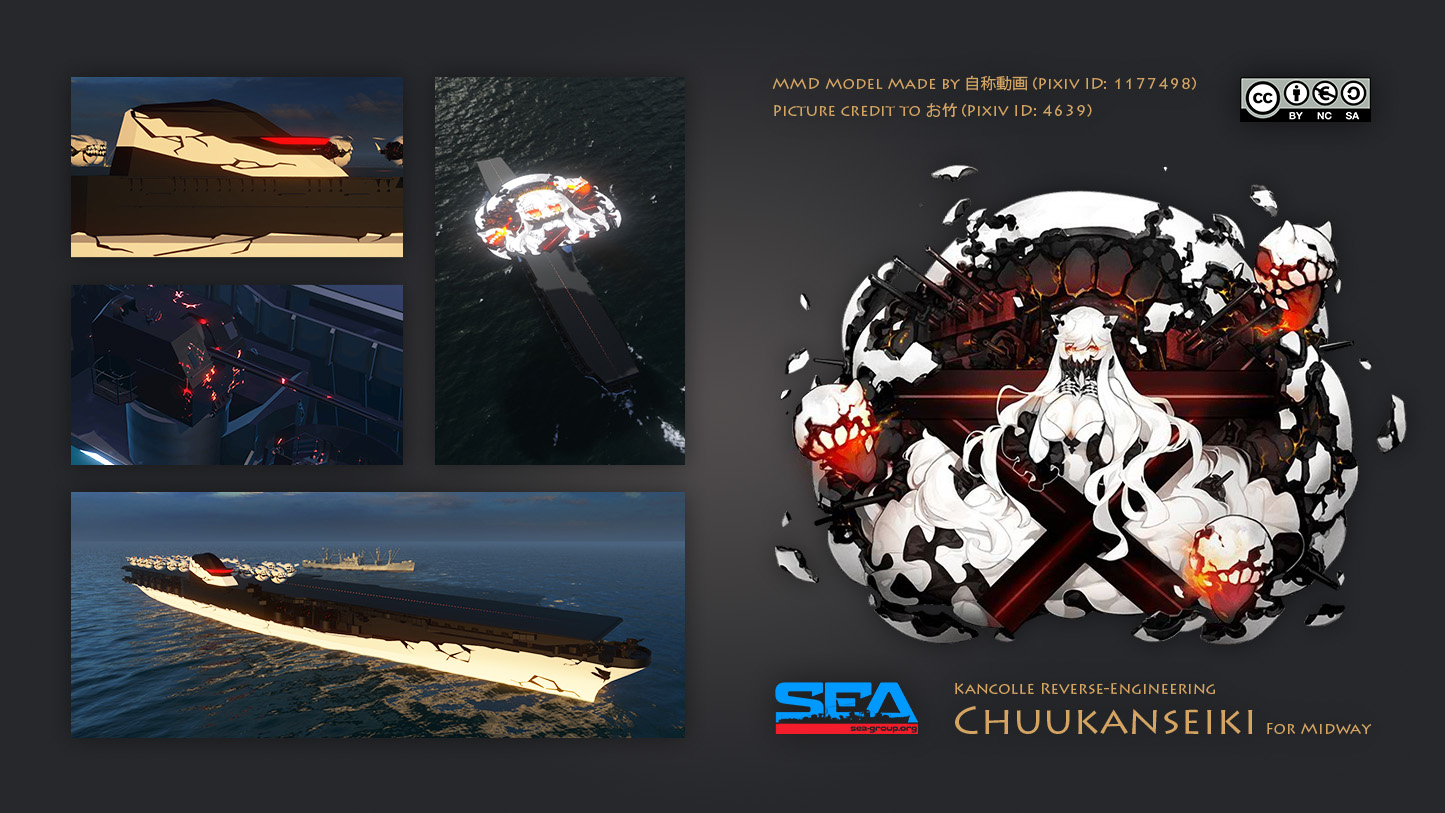 MMD Model Made by 自称動画 (Pixiv ID: 1177498)
Picture credit to お竹 (Pixiv ID: 4639)
cc
BY NC SA
SEA
sea-group.org
Kancolle Reverse-Engineering
Chuukanseiki For Midway